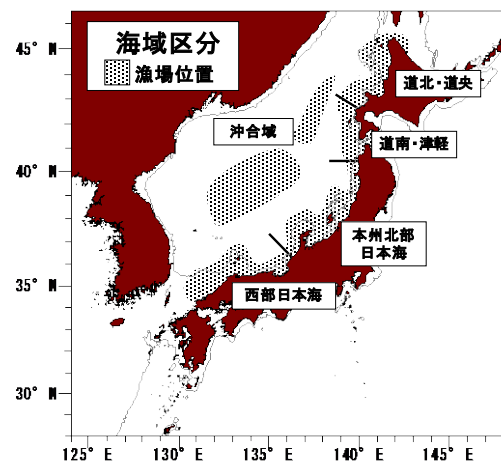 海域区分
漁場位置
45° N
道北・道央
沖合域
道南・津軽
40° N
本州北部
日本海
35° N
西部日本海
30° N
125° E
130° E
135° E
140° E
145° E